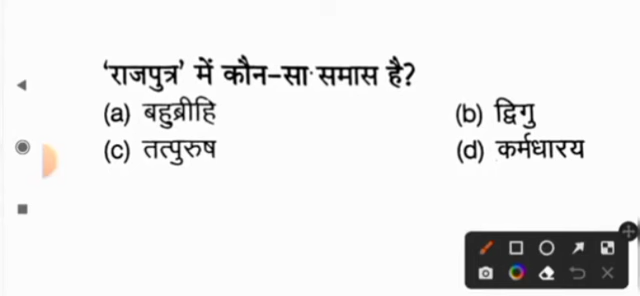 ‘राजपुत्र’ में कौन-सा समास है?
(a) बहुब्रीहि (b) द्विगु
(c) तत्पुरुष (d) कर्मधारय